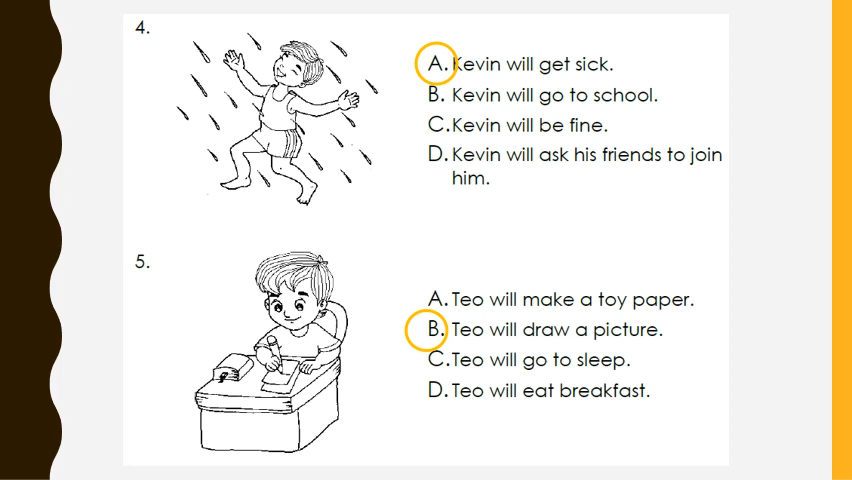 4.
A. Kevin will get sick.
B. Kevin will go to school.
C. Kevin will be fine.
D. Kevin will ask his friends to join
him.
5.
A. Teo will make a toy paper.
B. Teo will draw a picture.
C. Teo will go to sleep.
D. Teo will eat breakfast.